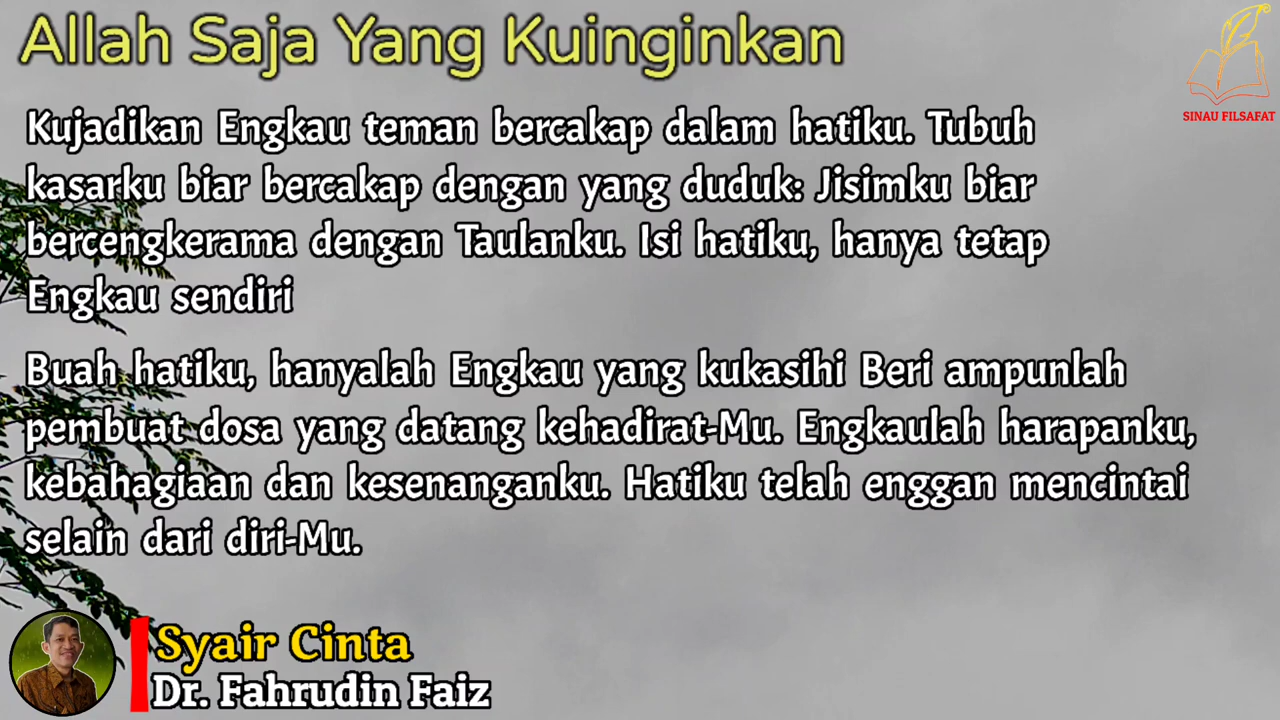 Allah Saja Yang Kuinginkan
SINAU FILSAFAT
Kujadikan Engkau teman bercakap dalam hatiku. Tubuh
kasarku biar bercakap dengan yang duduk: Jisimku biar
bercengkerama dengan Taulanku. Isi hatiku, hanya tetap
Engkau sendiri
Buah hatiku, hanyalah Engkau yang kukasihi Beri ampunlah
pembuat dosa yang datang kehadirat-Mu. Engkaulah harapanku,
kebahagiaan dan kesenanganku. Hatiku telah enggan mencintai
selain dari diri-Mu.
Syair Cinta
Dr. Fahrudin Faiz